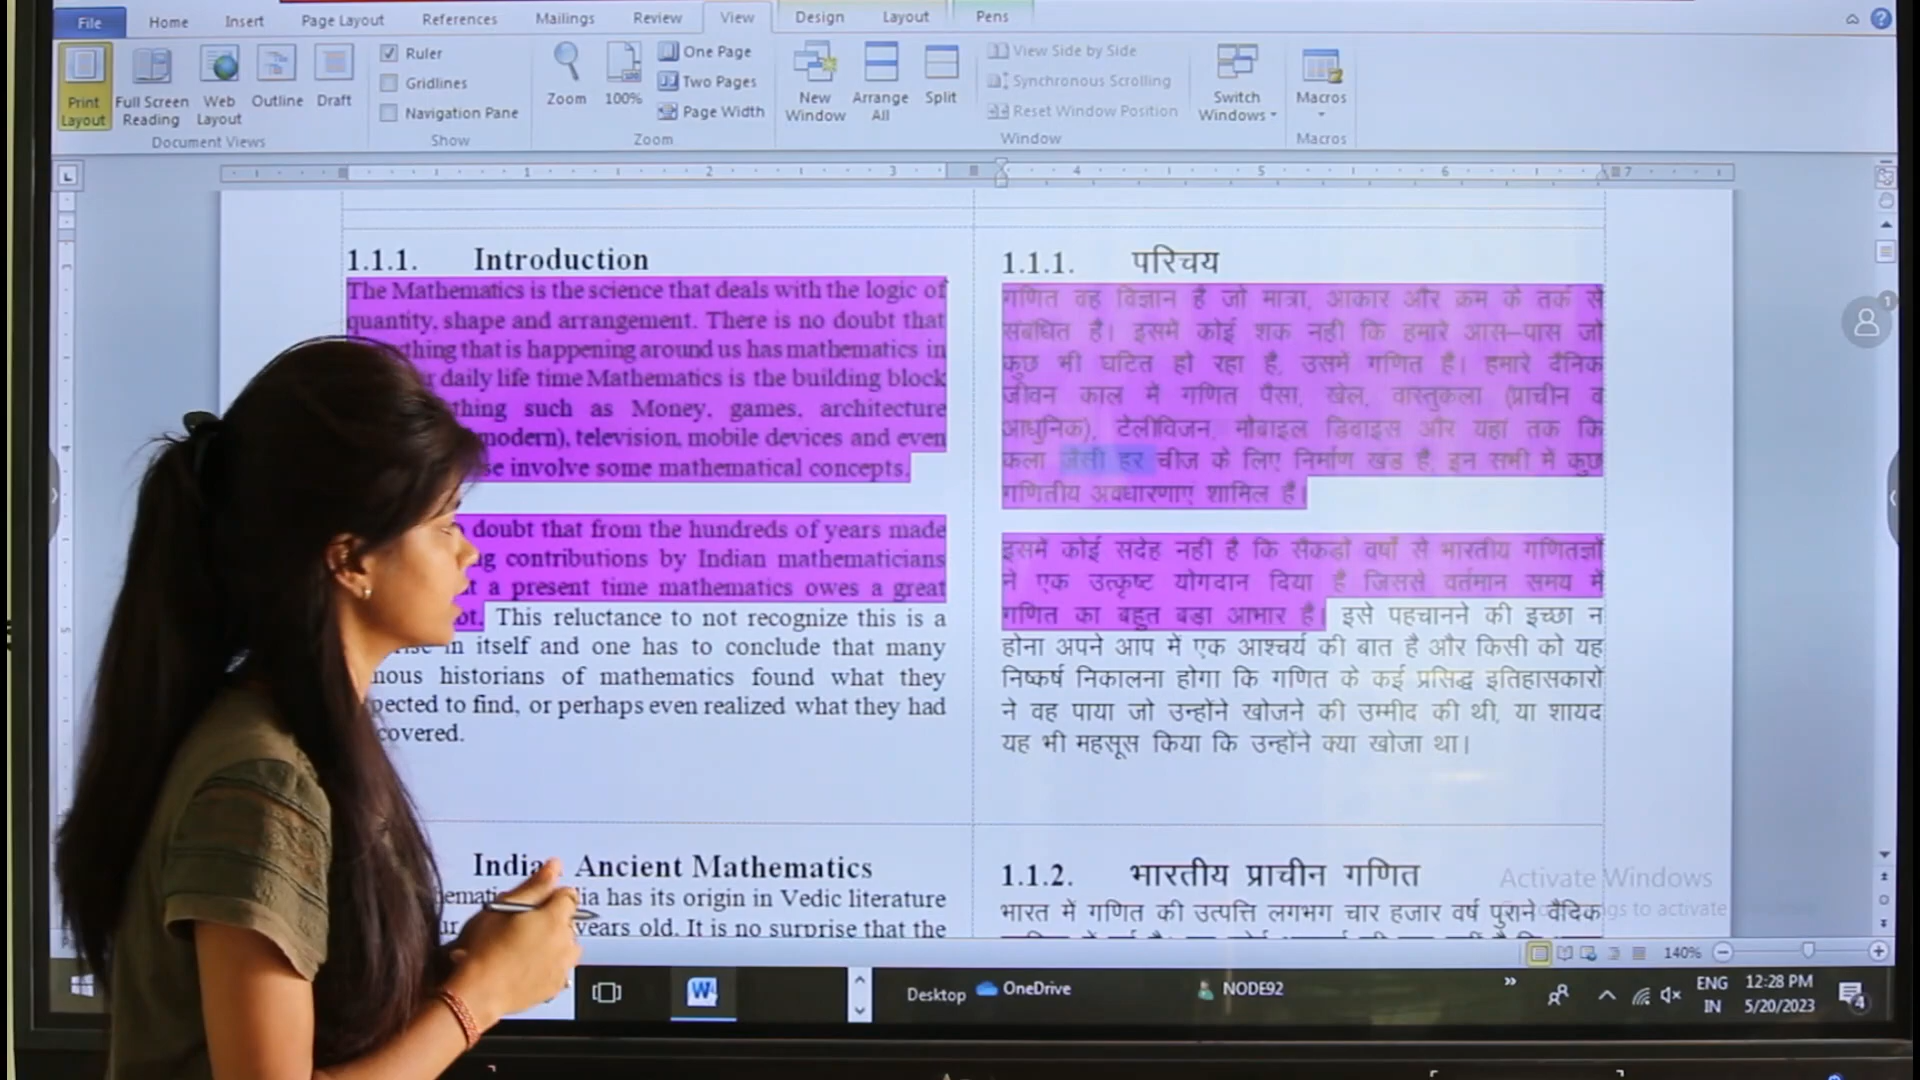 File Home Insert Page Layout References Mailings Review View Design Layout Pens
Print Layout
Full Screen Reading
Web Layout
Outline
Draft
Document Views
Ruler
Gridlines
Navigation Pane
Show
Zoom
100%
One Page
Two Pages
Page Width
Zoom
New Window
Arrange All
Split
View Side by Side
Synchronous Scrolling
Reset Window Position
Window
Switch Windows
Macros
Macros
1 2 3 4 5 6 7
1.1.1. Introduction
The Mathematics is the science that deals with the logic of
quantity, shape and arrangement. There is no doubt that
thing that is happening around us has mathematics in
daily life time Mathematics is the building block
thing such as Money, games, architecture
modern), television, mobile devices and even
se involve some mathematical concepts.
doubt that from the hundreds of years made
contributions by Indian mathematicians
a present time mathematics owes a great
This reluctance to not recognize this is a
in itself and one has to conclude that many
historians of mathematics found what they
pected to find, or perhaps even realized what they had
covered.
Ancient Mathematics
has its origin in Vedic literature
years old. It is no surprise that the
1.1.1. परिचय
गणित वह विज्ञान है जो मात्रा, आकार और क्रम के तर्क से
संबंधित है। इसमें कोई शक नहीं कि हमारे आस–पास जो
कुछ भी घटित हो रहा है, उसमें गणित है। हमारे दैनिक
जीवन काल में गणित पैसा, खेल, वास्तुकला (प्राचीन व
आधुनिक), टेलीविजन, मोबाइल डिवाइस और यहां तक कि
कला जैसी हर चीज के लिए निर्माण खंड है, इन सभी में कुछ
गणितीय अवधारणाएं शामिल हैं।
इसमें कोई संदेह नहीं है कि सैकड़ों वर्षों से भारतीय गणितज्ञों
ने एक उत्कृष्ट योगदान दिया है जिससे वर्तमान समय में
गणित का बहुत बड़ा आभार है। इसे पहचानने की इच्छा न
होना अपने आप में एक आश्चर्य की बात है और किसी को यह
निष्कर्ष निकालना होगा कि गणित के कई प्रसिद्ध इतिहासकारों
ने वह पाया जो उन्होंने खोजने की उम्मीद की थी, या शायद
यह भी महसूस किया कि उन्होंने क्या खोजा था।
1.1.2. भारतीय प्राचीन गणित
भारत में गणित की उत्पत्ति लगभग चार हजार वर्ष पुराने वैदिक
Activate Windows
to activate
1
140%
Desktop OneDrive NODE92
ENG
IN
12:28 PM
5/20/2023
4